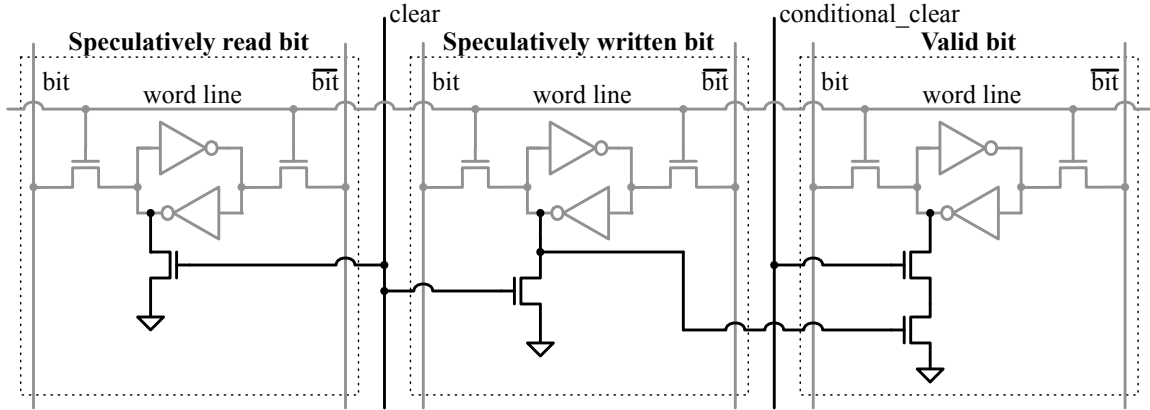 clear
conditional_clear
Speculatively read bit
Speculatively written bit
Valid bit
bit
word line
bit
bit
word line
bit
bit
word line
bit